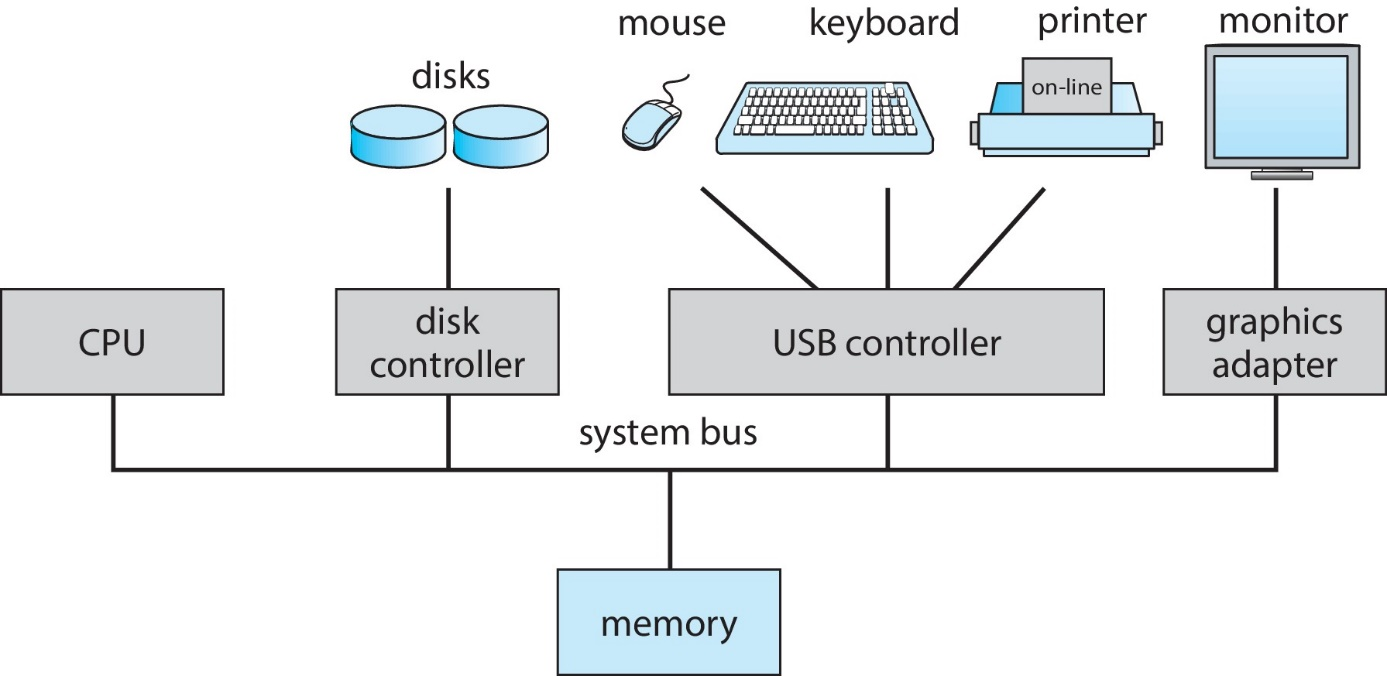 mouse
keyboard
printer
monitor
disks
on-line
CPU
disk
controller
USB controller
graphics
adapter
system bus
memory